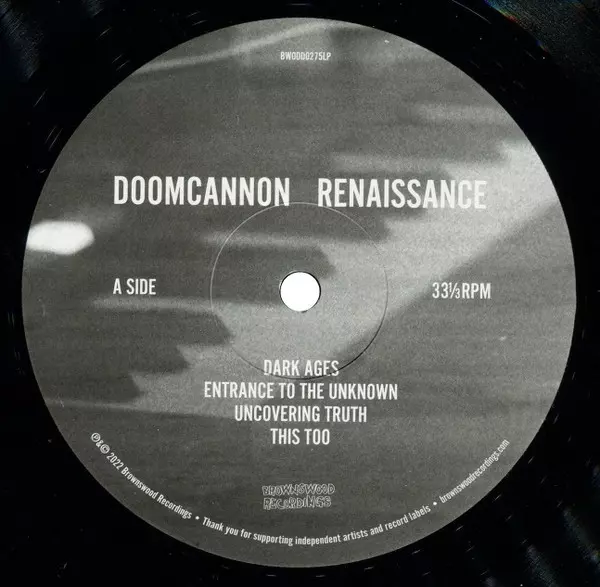 BWOOD0275LP
DOOMCANNON RENAISSANCE
A SIDE
33⅓RPM
DARK AGES
ENTRANCE TO THE UNKNOWN
UNCOVERING TRUTH
THIS TOO
BROWNSWOOD
RECORDINGS
℗&© 2022 Brownswood Recordings • Thank you for supporting independent artists and record labels • brownswoodrecordings.com